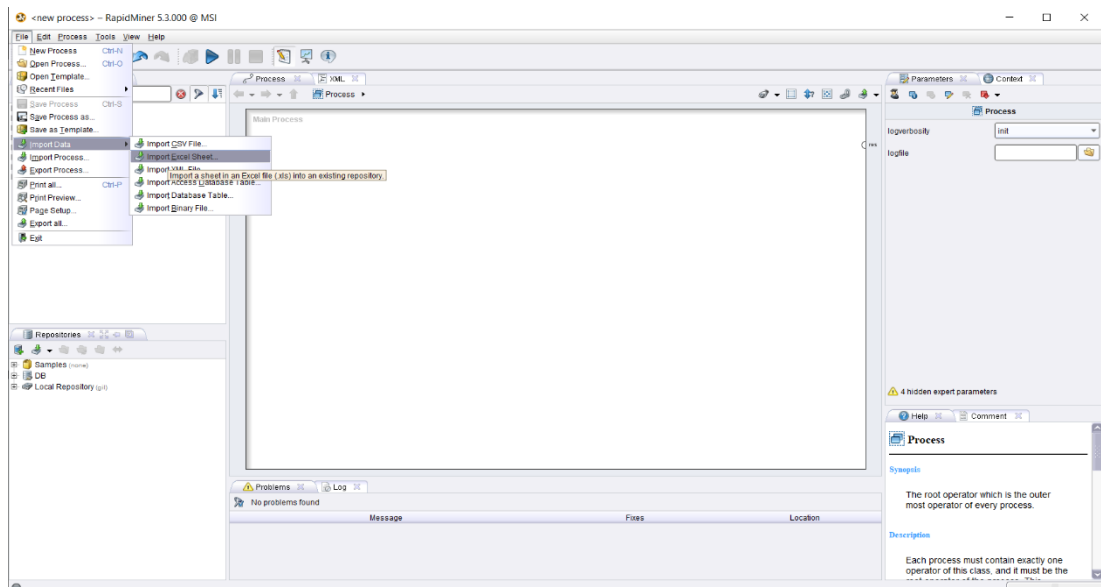 <new process> – RapidMiner 5.3.000 @ MSI
File Edit Process Tools View Help
New Process Ctrl-N
Open Process... Ctrl-O
Open Template...
Recent Files
Save Process Ctrl-S
Save Process as...
Save as Template...
Import Data
Import Process...
Export Process...
Print all... Ctrl-P
Print Preview...
Page Setup...
Export all...
Exit
Import CSV File...
Import Excel Sheet...
Import XML File...
Import a sheet in an Excel file (.xls) into an existing repository.
Import Access Database Table...
Import Database Table...
Import Binary File...
Process XML
Process
Main Process
res
Parameters Context
Process
logverbosity init
logfile
4 hidden expert parameters
Repositories
Samples (none)
DB
Local Repository (gil)
Help Comment
Process
Synopsis
The root operator which is the outer
most operator of every process.
Description
Each process must contain exactly one
operator of this class, and it must be the
Problems Log
No problems found
Message Fixes Location